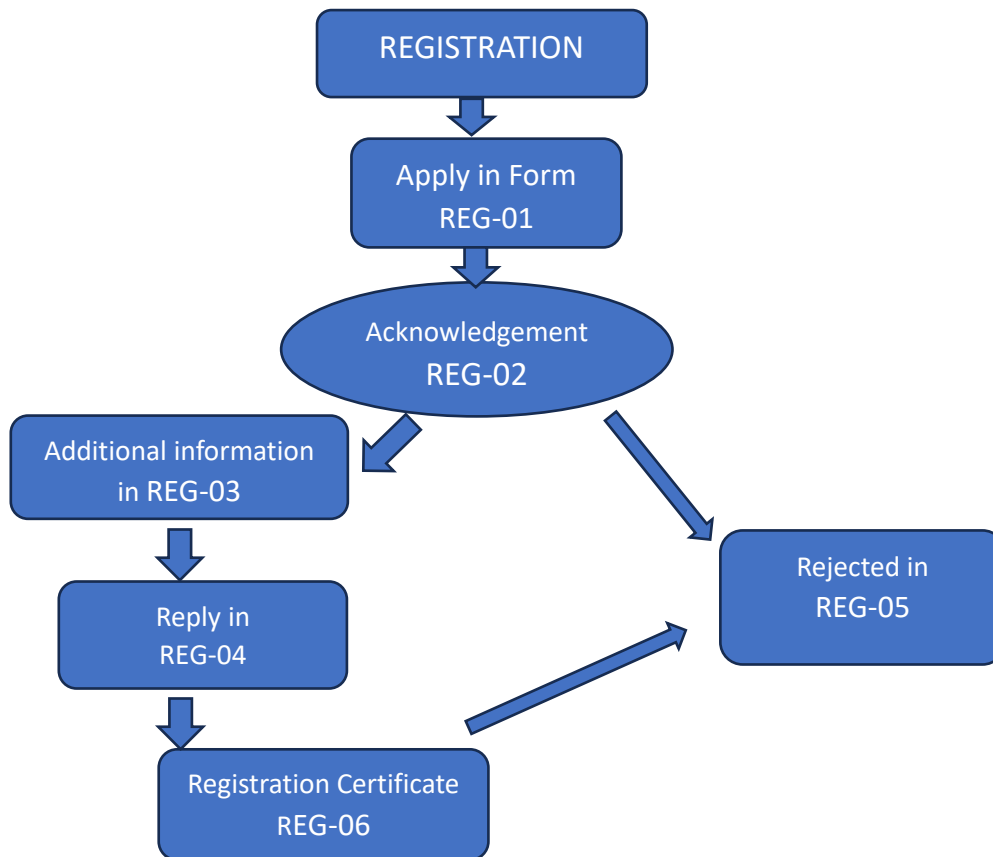 REGISTRATION
Apply in Form
REG-01
Acknowledgement
REG-02
Additional information
in REG-03
Rejected in
REG-05
Reply in
REG-04
Registration Certificate
REG-06